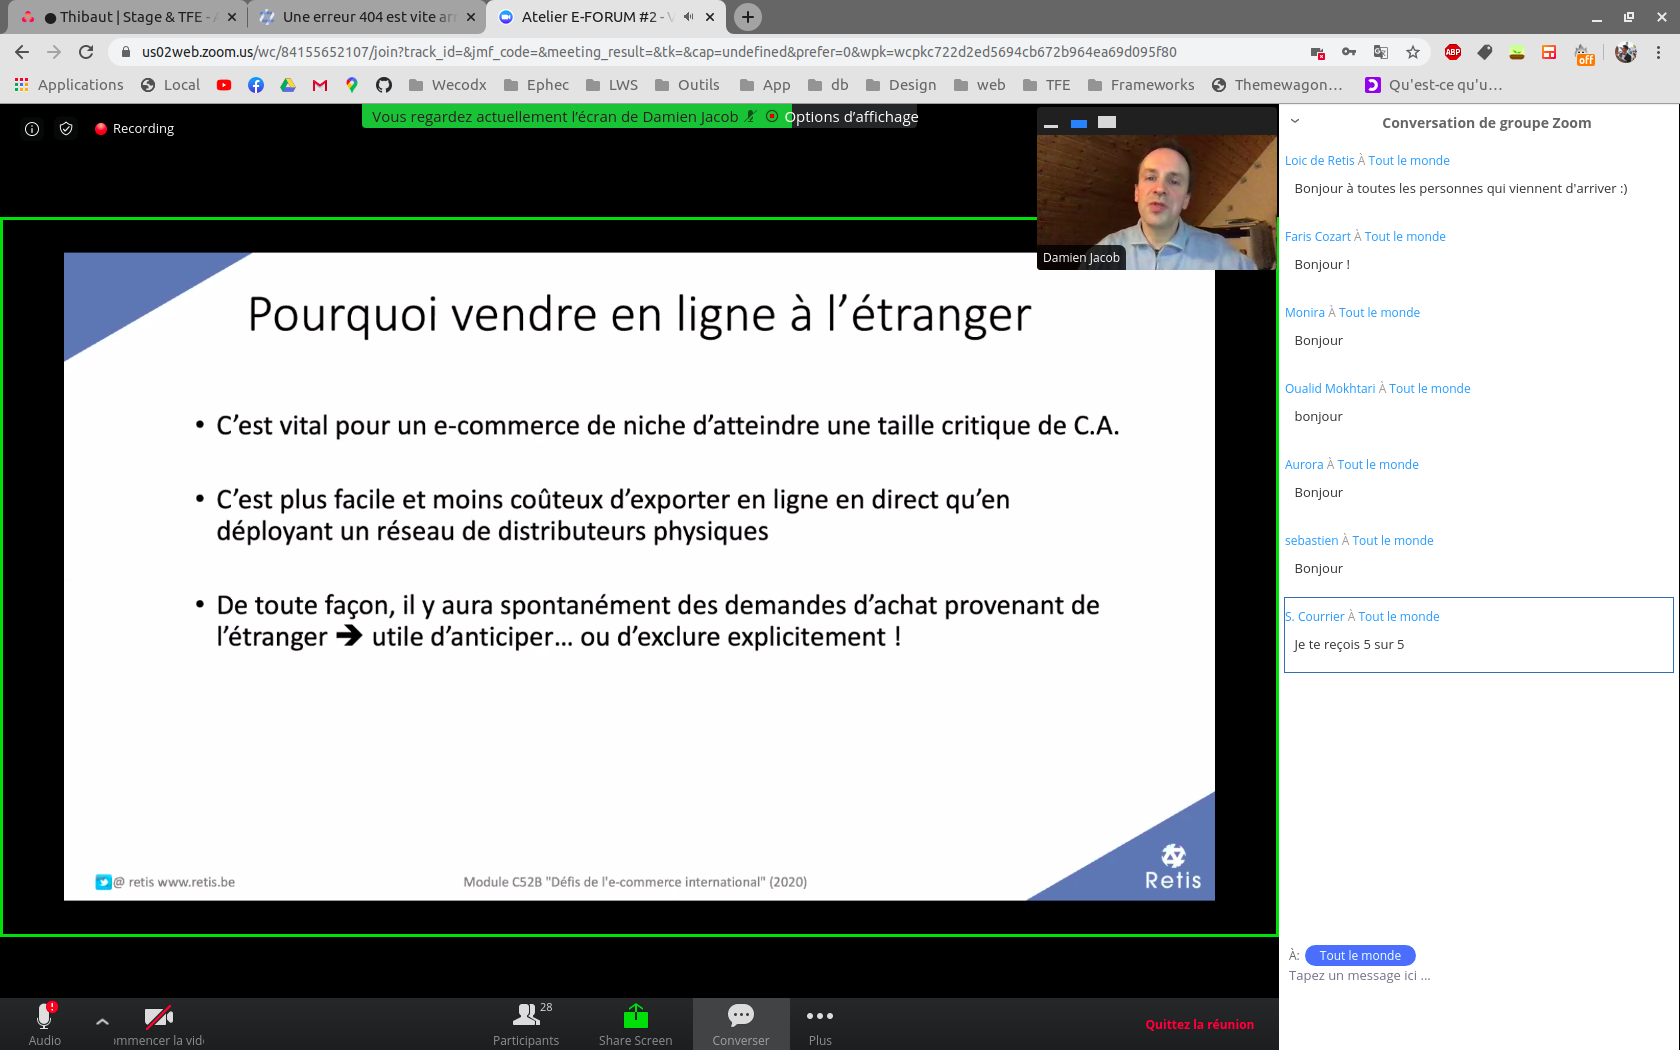 Thibaut | Stage & TFE -
Une erreur 404 est vite arr
Atelier E-FORUM #2 - V
us02web.zoom.us/wc/84155652107/join?track_id=&jmf_code=&meeting_result=&tk=&cap=undefined&prefer=0&wpk=wcpkc722d2ed5694cb672b964ea69d095f80
ABP
off
Applications
Local
Wecodx
Ephec
LWS
Outils
App
db
Design
web
TFE
Frameworks
Themewagon...
Qu'est-ce qu'u...
Recording
Vous regardez actuellement l'écran de Damien Jacob
Options d'affichage
Damien Jacob
Pourquoi vendre en ligne à l'étranger
• C'est vital pour un e-commerce de niche d'atteindre une taille critique de C.A.
• C'est plus facile et moins coûteux d'exporter en ligne en direct qu'en
déployant un réseau de distributeurs physiques
• De toute façon, il y aura spontanément des demandes d'achat provenant de
l'étranger ➔ utile d'anticiper... ou d'exclure explicitement !
@ retis www.retis.be
Module C52B "Défis de l'e-commerce international" (2020)
Retis
Conversation de groupe Zoom
Loic de Retis À Tout le monde
Bonjour à toutes les personnes qui viennent d'arriver :)
Faris Cozart À Tout le monde
Bonjour !
Monira À Tout le monde
Bonjour
Oualid Mokhtari À Tout le monde
bonjour
Aurora À Tout le monde
Bonjour
sebastien À Tout le monde
Bonjour
S. Courrier À Tout le monde
Je te reçois 5 sur 5
À: Tout le monde
Tapez un message ici ...
Audio
ommencer la vid
Participants
28
Share Screen
Converser
Plus
Quittez la réunion